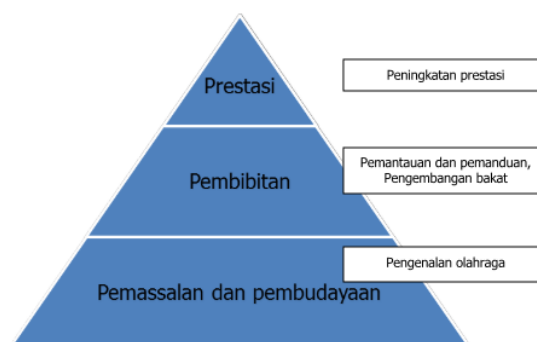 Prestasi
Peningkatan prestasi
Pembibitan
Pemantauan dan pemanduan,
Pengembangan bakat
Pemassalan dan pembudayaan
Pengenalan olahraga